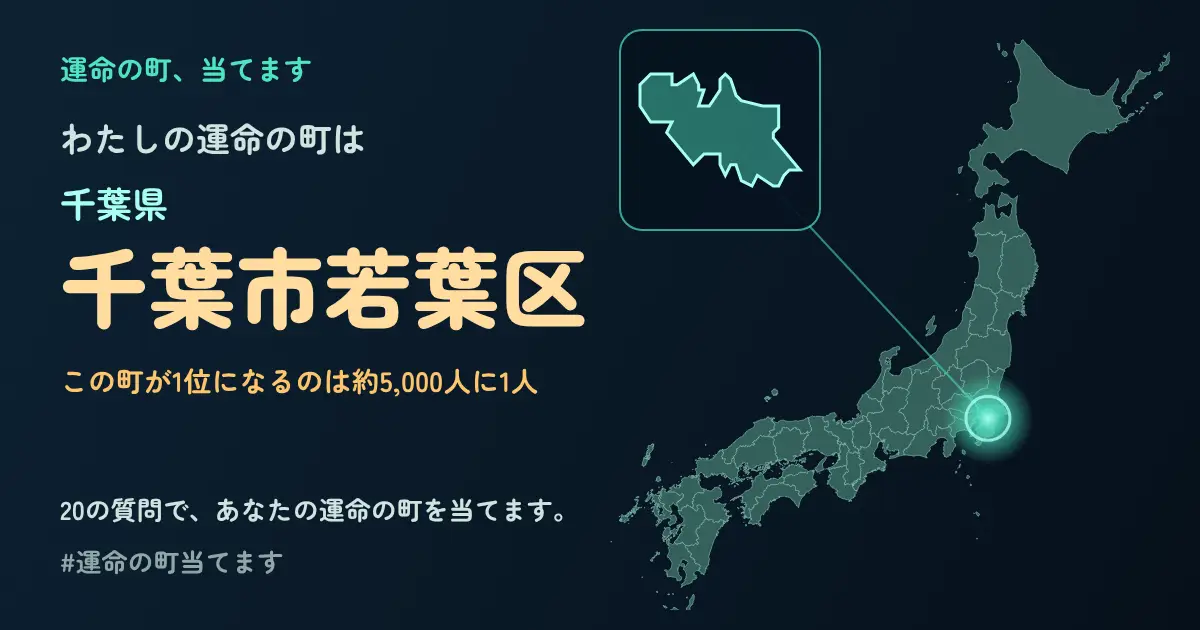 運命の町、当てます
わたしの運命の町は
千葉県
千葉市若葉区
この町が1位になるのは約5,000人に1人
20の質問で、あなたの運命の町を当てます。
#運命の町当てます